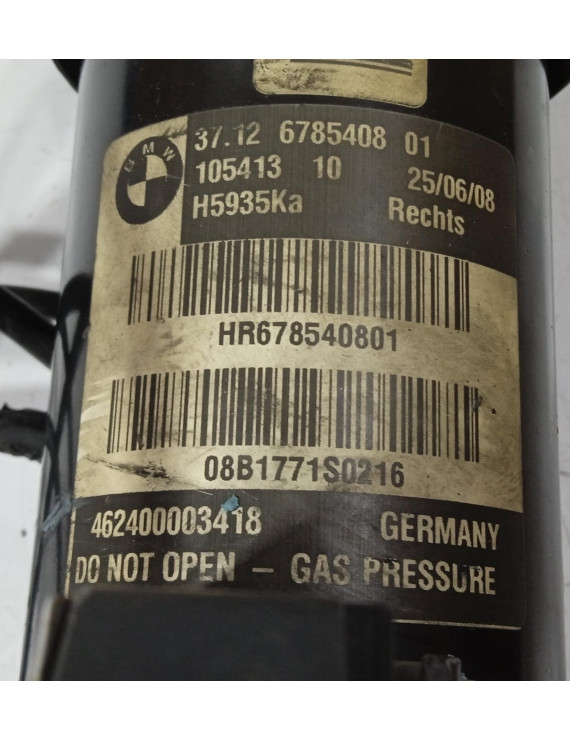 BMW
37.12 6785408 01
105413 10 25/06/08
H5935Ka Rechts
HR678540801
08B1771S0216
462400003418 GERMANY
DO NOT OPEN – GAS PRESSURE